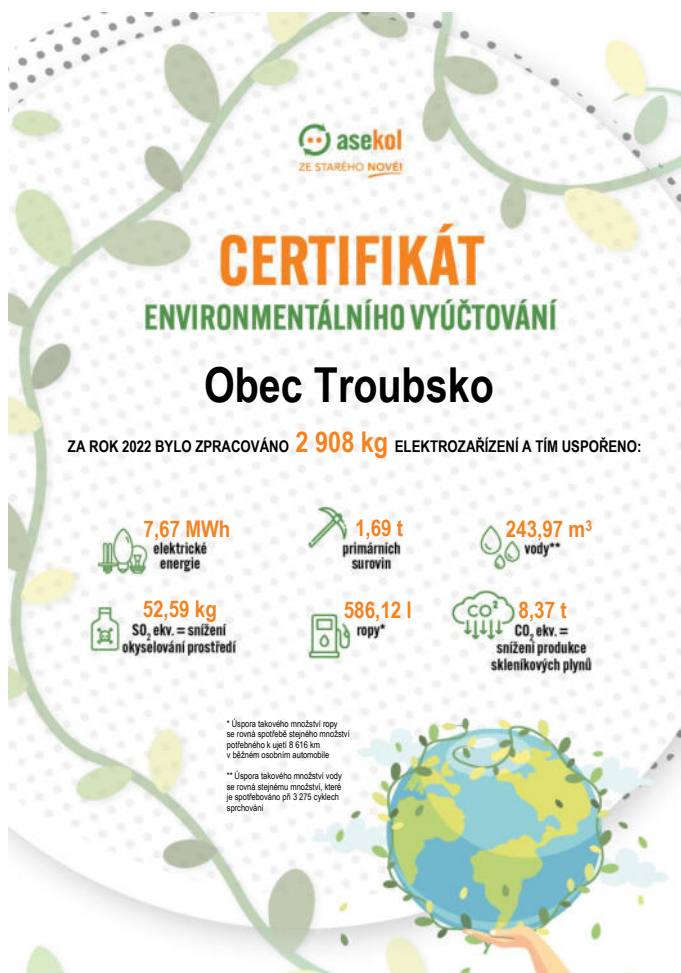 asekol
ZE STARÉHO NOVÉ!
CERTIFIKÁT
ENVIRONMENTÁLNÍHO VYÚČTOVÁNÍ
Obec Troubsko
ZA ROK 2022 BYLO ZPRACOVÁNO 2 908 kg ELEKTROZAŘÍZENÍ A TÍM USPOŘENO:
7,67 MWh
elektrické
energie
1,69 t
primárních
surovin
243,97 m³
vody**
52,59 kg
SO₂ ekv. = snížení
okyselování prostředí
586,12 l
ropy*
CO²
8,37 t
CO₂ ekv. =
snížení produkce
skleníkových plynů
* Úspora takového množství ropy
se rovná spotřebě stejného množství
potřebného k ujetí 8 616 km
v běžném osobním automobile
** Úspora takového množství vody
se rovná stejnému množství, které
je spotřebováno při 3 275 cyklech
sprchování